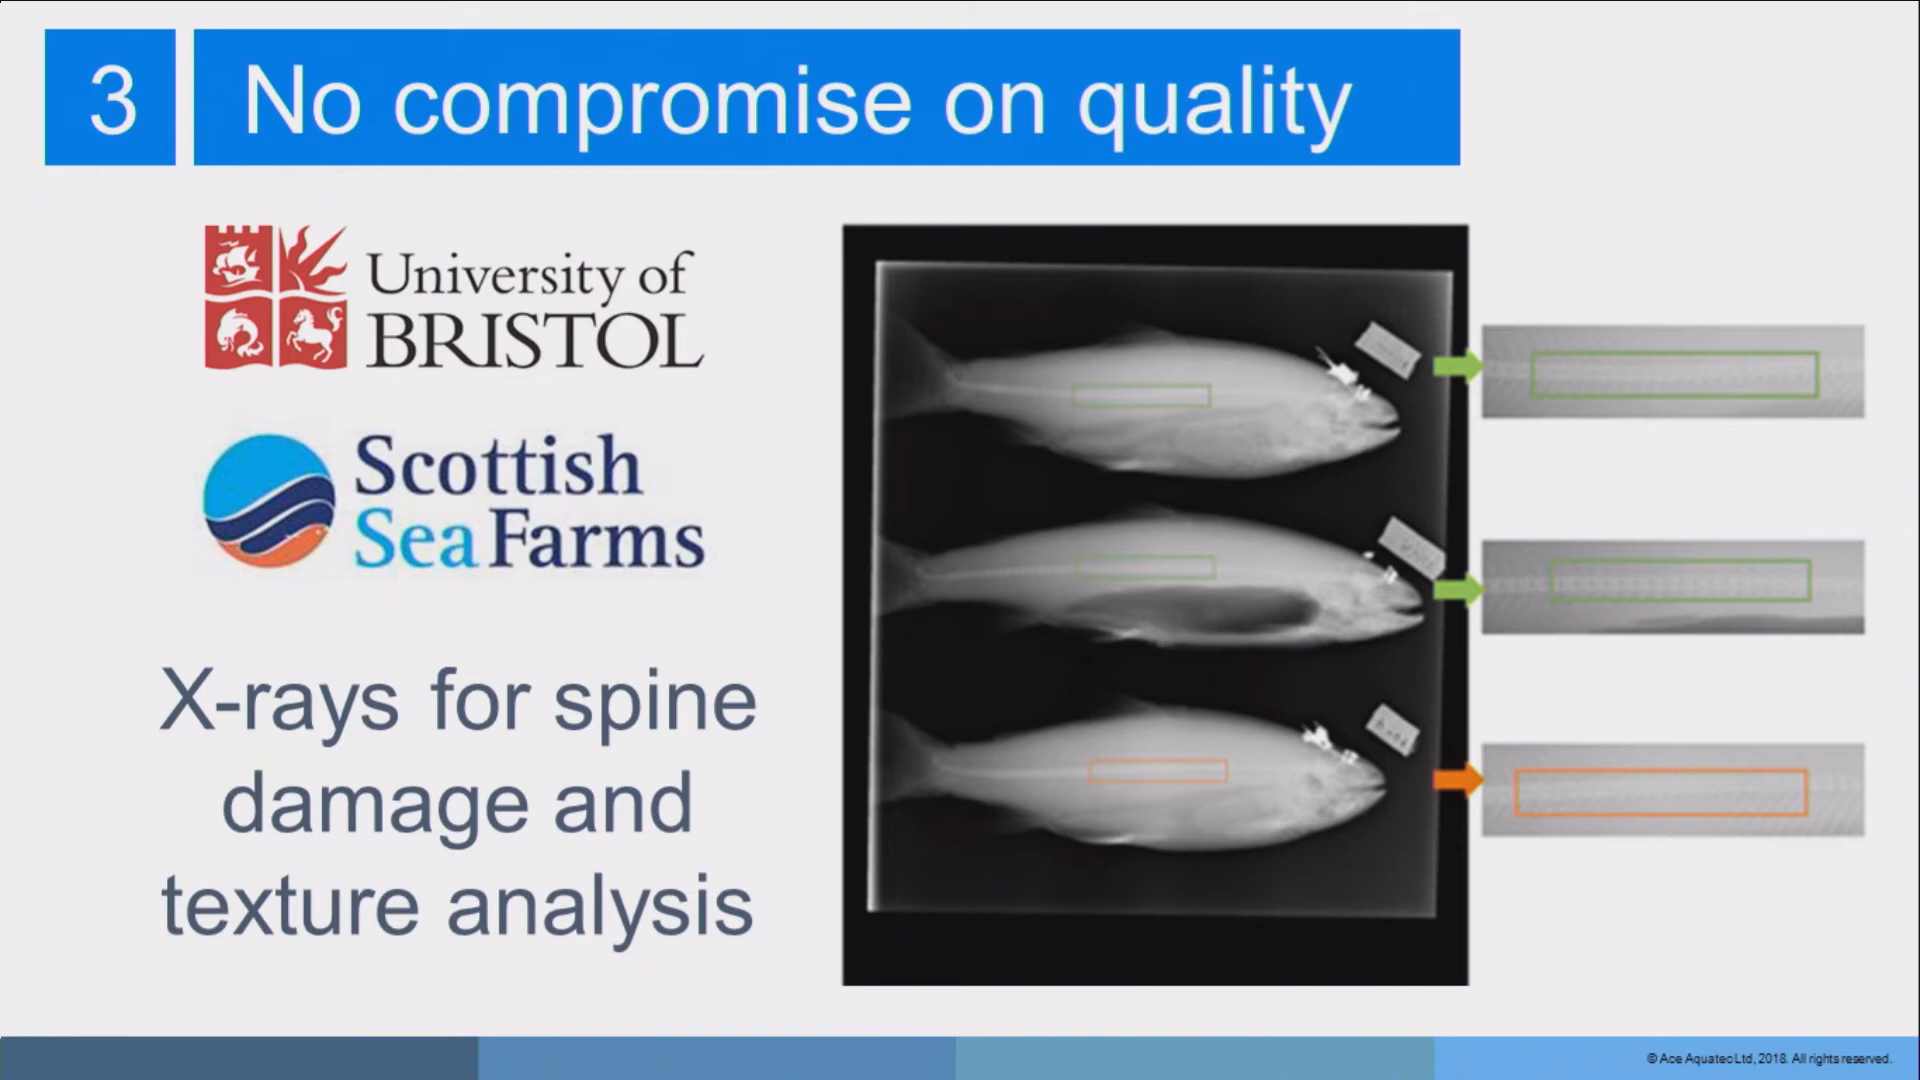 3
No compromise on quality
University of
BRISTOL
Scottish
Sea Farms
X-rays for spine
damage and
texture analysis
© Ace Aquatec Ltd, 2018. All rights reserved.